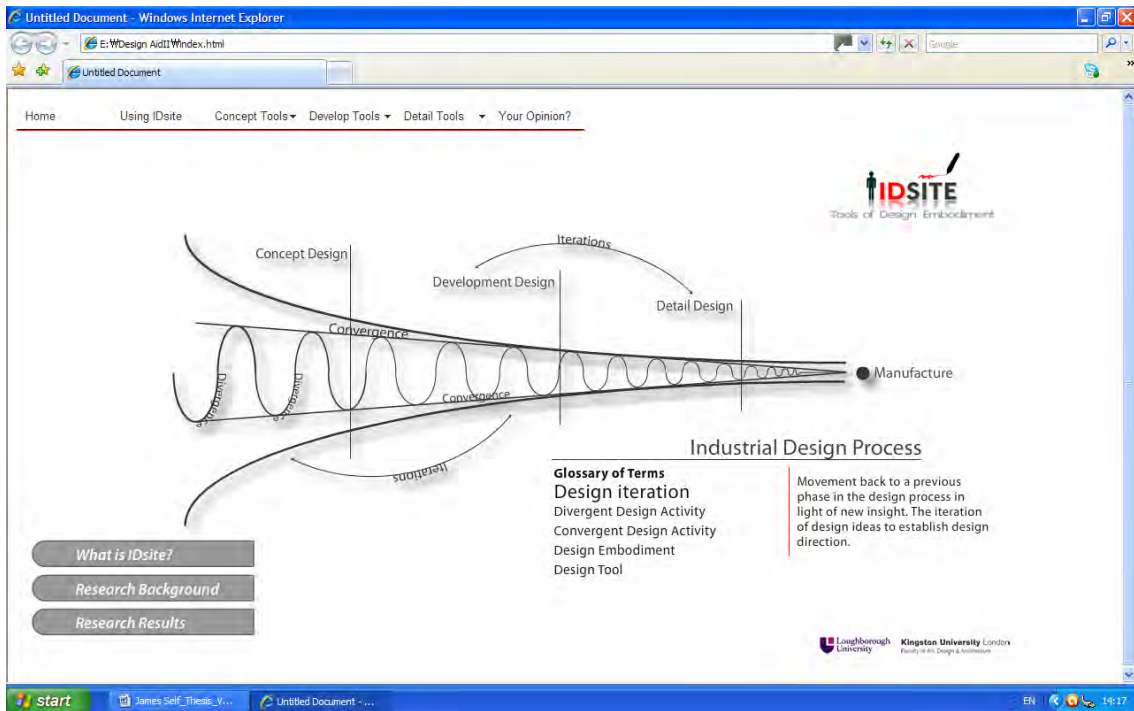 Untitled Document - Windows Internet Explorer
E:\Design AidII\index.html
Google
Untitled Document
Home Using IDsite Concept Tools Develop Tools Detail Tools Your Opinion?
IDSITE
Tools of Design Embodiment
Iterations
Concept Design
Development Design
Detail Design
Convergence
Divergence
Divergence
Convergence
Manufacture
Iterations
Industrial Design Process
Glossary of Terms
Design iteration
Divergent Design Activity
Convergent Design Activity
Design Embodiment
Design Tool
Movement back to a previous
phase in the design process in
light of new insight. The iteration
of design ideas to establish design
direction.
What is IDsite?
Research Background
Research Results
Loughborough
University
Kingston University London
Faculty of Art, Design & Architecture
start James Self_Thesis_V... Untitled Document - ... EN 14:17